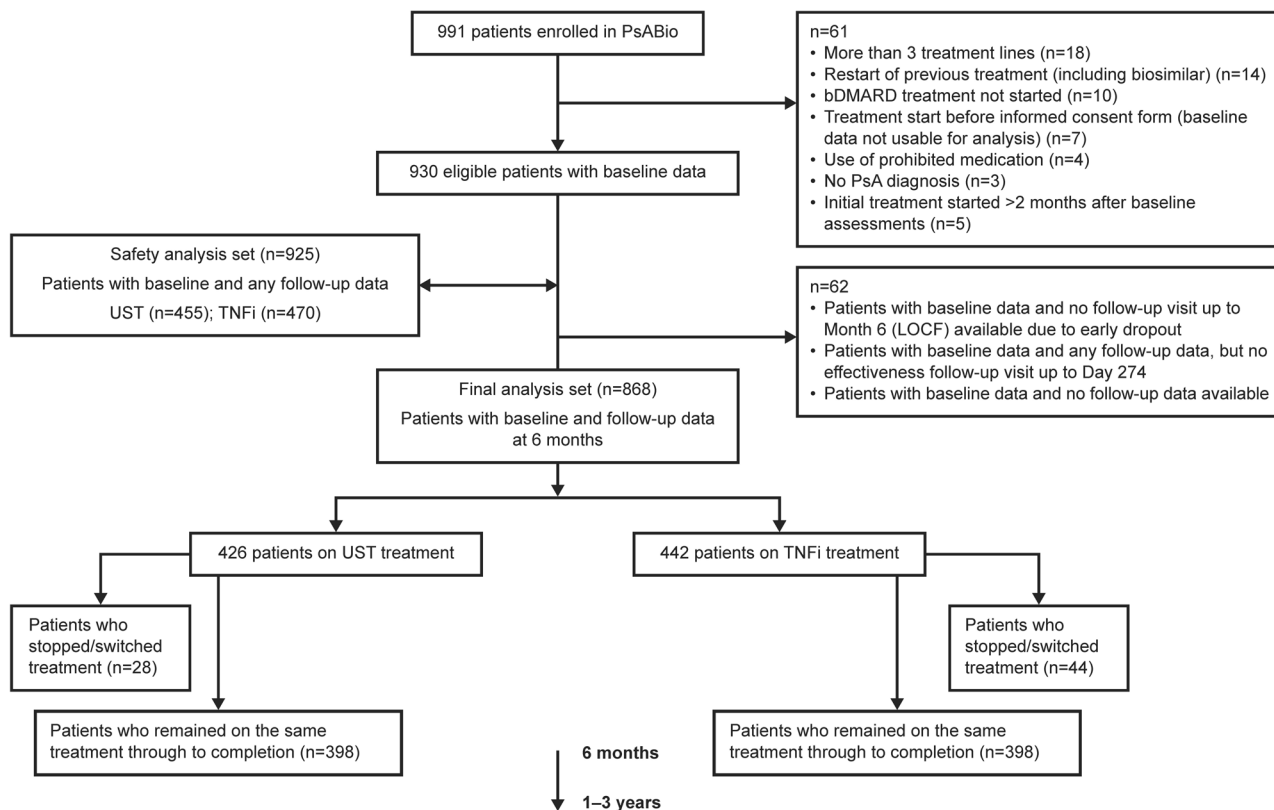 991 patients enrolled in PsABio
n=61
• More than 3 treatment lines (n=18)
• Restart of previous treatment (including biosimilar) (n=14)
• bDMARD treatment not started (n=10)
• Treatment start before informed consent form (baseline
data not usable for analysis) (n=7)
• Use of prohibited medication (n=4)
• No PsA diagnosis (n=3)
• Initial treatment started >2 months after baseline
assessments (n=5)
930 eligible patients with baseline data
Safety analysis set (n=925)
Patients with baseline and any follow-up data
UST (n=455); TNFi (n=470)
n=62
• Patients with baseline data and no follow-up visit up to
Month 6 (LOCF) available due to early dropout
• Patients with baseline data and any follow-up data, but no
effectiveness follow-up visit up to Day 274
• Patients with baseline data and no follow-up data available
Final analysis set (n=868)
Patients with baseline and follow-up data
at 6 months
426 patients on UST treatment
442 patients on TNFi treatment
Patients who
stopped/switched
treatment (n=28)
Patients who
stopped/switched
treatment (n=44)
Patients who remained on the same
treatment through to completion (n=398)
Patients who remained on the same
treatment through to completion (n=398)
6 months
1–3 years